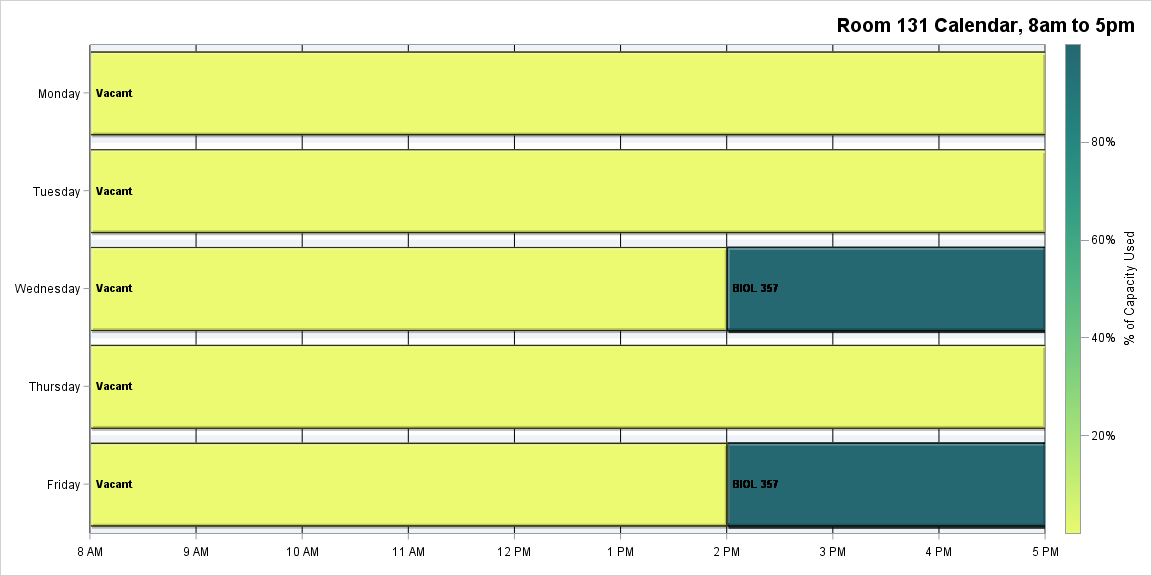 Room 131 Calendar, 8am to 5pm
Monday
Vacant
Tuesday
Vacant
Wednesday
Vacant
BIOL 357
Thursday
Vacant
Friday
Vacant
BIOL 357
8 AM 9 AM 10 AM 11 AM 12 PM 1 PM 2 PM 3 PM 4 PM 5 PM
80%
60%
40%
20%
% of Capacity Used